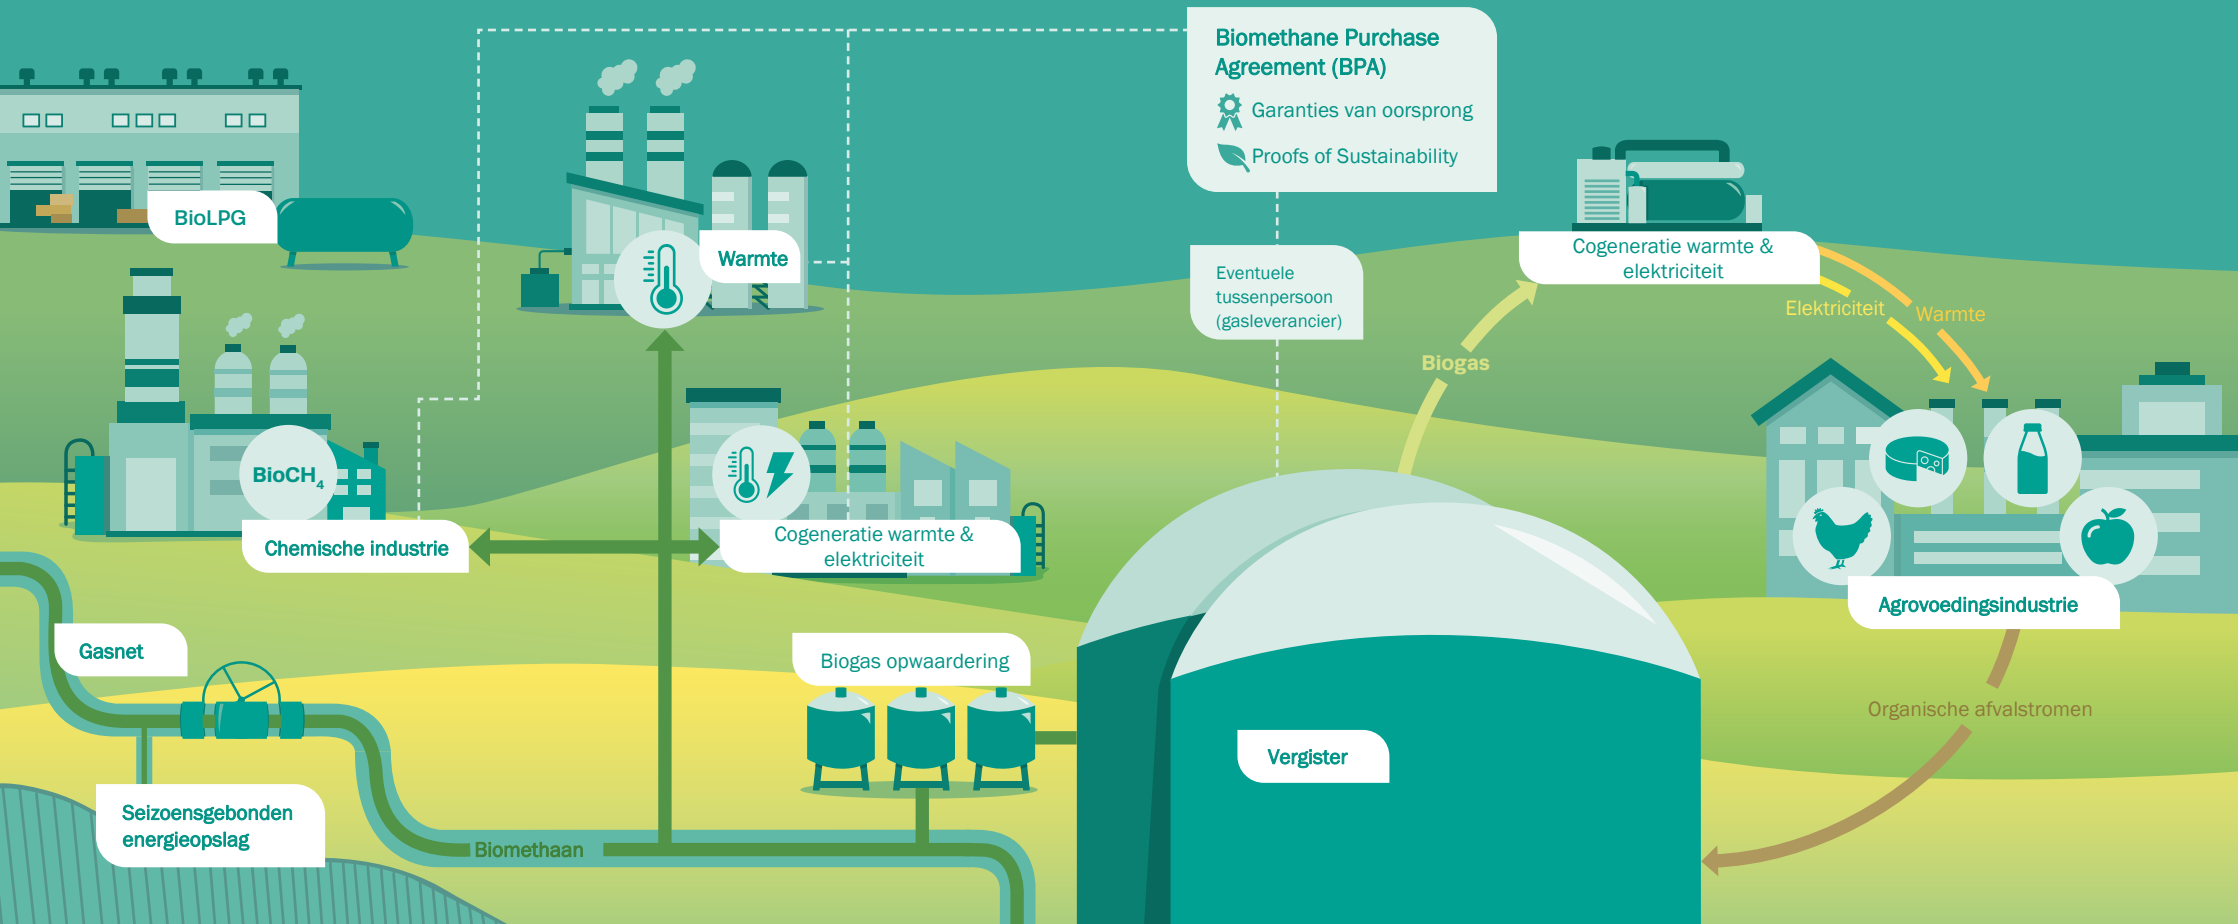 Biomethane Purchase
Agreement (BPA)
Garanties van oorsprong
Proofs of Sustainability
BioLPG
Warmte
Eventuele
tussenpersoon
(gasleverancier)
Cogeneratie warmte &
elektriciteit
Elektriciteit
Warmte
Biogas
BioCH4
Chemische industrie
Cogeneratie warmte &
elektriciteit
Agrovoedingsindustrie
Gasnet
Biogas opwaardering
Organische afvalstromen
Vergister
Seizoensgebonden
energieopslag
Biomethaan